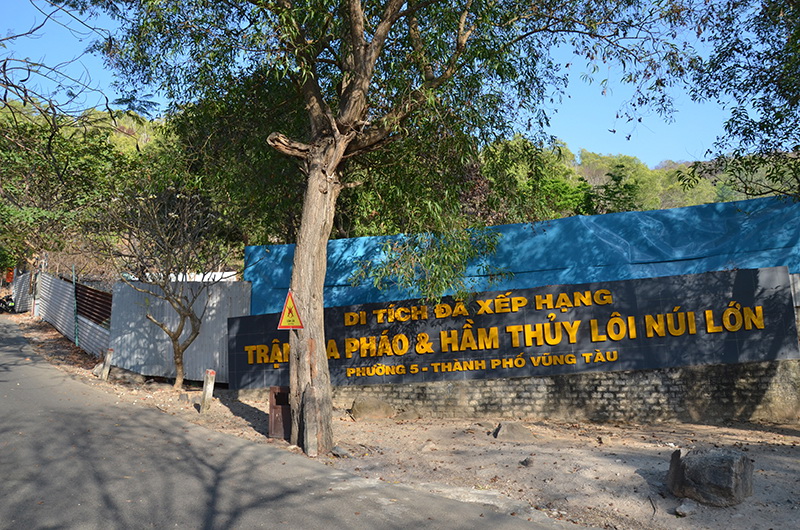 DI TÍCH ĐÃ XẾP HẠNG
TRẬN A PHÁO & HẦM THỦY LÔI NÚI LỚN
PHƯỜNG 5 - THÀNH PHỐ VŨNG TÀU